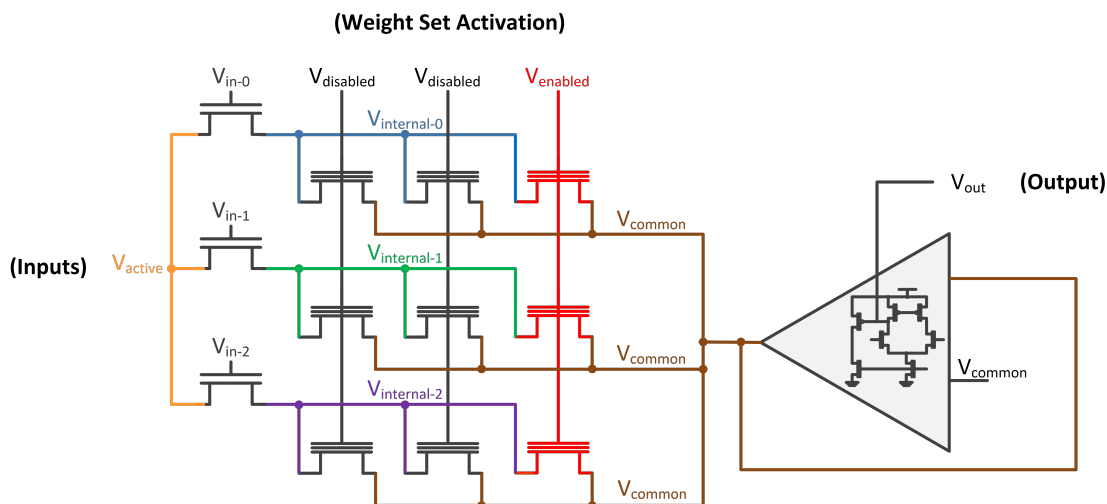 (Weight Set Activation)
Vin-0
Vdisabled
Vdisabled
Venabled
Vinternal-0
Vout
(Output)
Vin-1
Vcommon
(Inputs)
Vactive
Vinternal-1
Vin-2
Vcommon
Vcommon
Vinternal-2
Vcommon